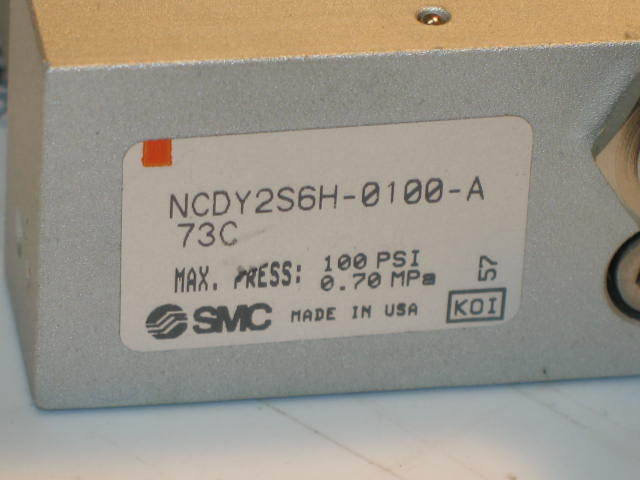 NCDY2S6H-0100-A
73C
MAX. PRESS: 100 PSI
0.70 MPa
57
SMC MADE IN USA KOI